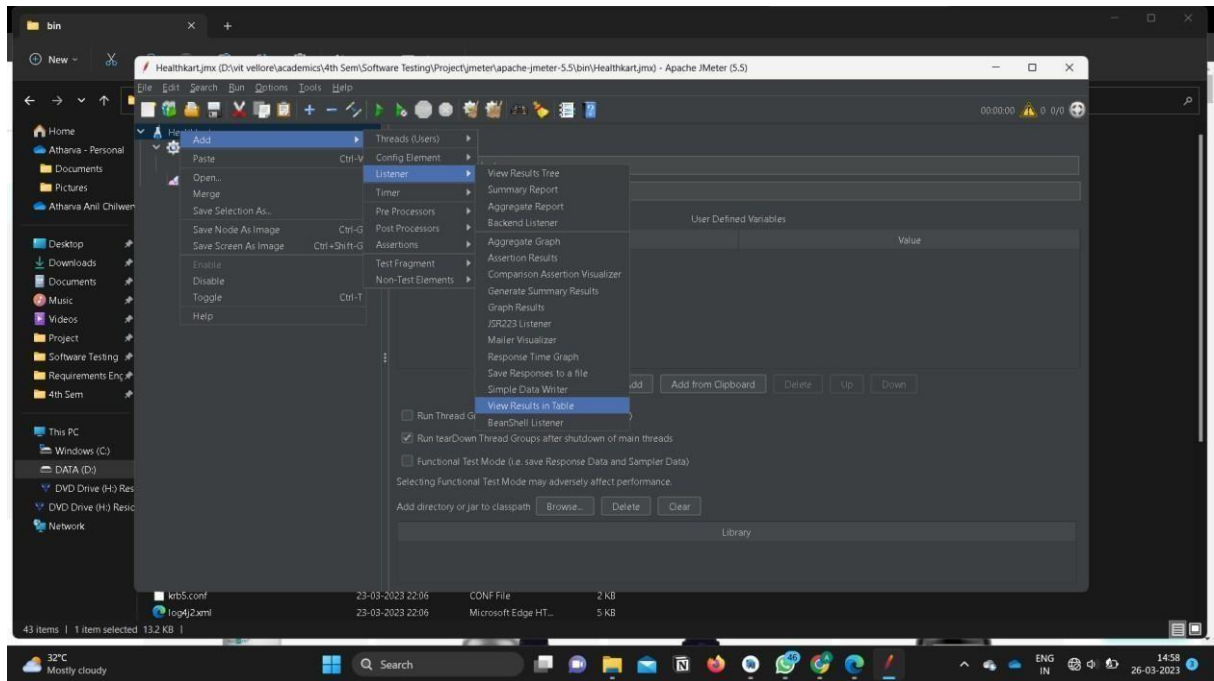 bin
New
Healthkart.jmx (D:\vit vellore\academics\4th Sem\Software Testing\Project\jmeter\apache-jmeter-5.5\bin\Healthkart.jmx) - Apache JMeter (5.5)
File Edit Search Run Options Tools Help
00:00:00 0 0/0
Home
Atharva - Personal
Documents
Pictures
Atharva Anil Chilwer
Desktop
Downloads
Documents
Music
Videos
Project
Software Testing
Requirements Eng
4th Sem
This PC
Windows (C:)
DATA (D:)
DVD Drive (H:) Res
DVD Drive (H:) Resid
Network
Add
Paste Ctrl-V
Open...
Merge
Save Selection As...
Save Node As Image Ctrl-G
Save Screen As Image Ctrl+Shift-G
Enable
Disable
Toggle Ctrl-T
Help
Threads (Users)
Config Element
Listener
Timer
Pre Processors
Post Processors
Assertions
Test Fragment
Non-Test Elements
View Results Tree
Summary Report
Aggregate Report
Backend Listener
Aggregate Graph
Assertion Results
Comparison Assertion Visualizer
Generate Summary Results
Graph Results
JSR223 Listener
Mailer Visualizer
Response Time Graph
Save Responses to a file
Simple Data Writer
View Results in Table
BeanShell Listener
User Defined Variables
Value
Add from Clipboard Delete Up Down
Run Thread
Run tearDown Thread Groups after shutdown of main threads
Functional Test Mode (i.e. save Response Data and Sampler Data)
Selecting Functional Test Mode may adversely affect performance.
Add directory or jar to classpath Browse... Delete Clear
Library
krb5.conf 23-03-2023 22:06 CONF File 2 KB
log4j2.xml 23-03-2023 22:06 Microsoft Edge HT... 5 KB
43 items 1 item selected 13.2 KB
32°C
Mostly cloudy
Search
46
ENG
IN
14:58
26-03-2023